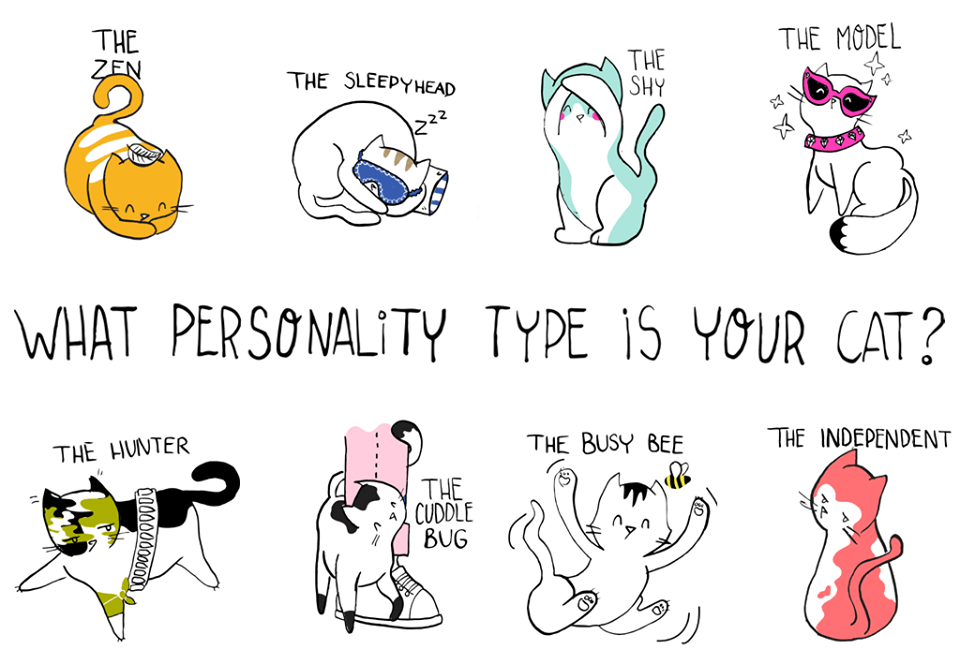 THE
ZEN
THE SLEEPYHEAD
ZZZ
THE
SHY
THE MODEL
WHAT PERSONALiTY TYPE iS YOUR CAT?
THE HUNTER
THE
CUDDLE
BUG
THE BUSY BEE
THE INDEPENDENT